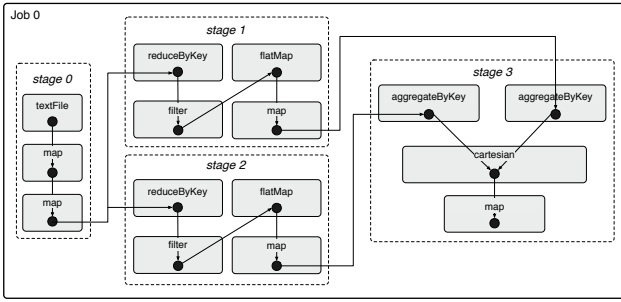 Job 0
stage 0
textFile
map
map
stage 1
reduceByKey
flatMap
filter
map
stage 2
reduceByKey
flatMap
filter
map
stage 3
aggregateByKey
aggregateByKey
cartesian
map